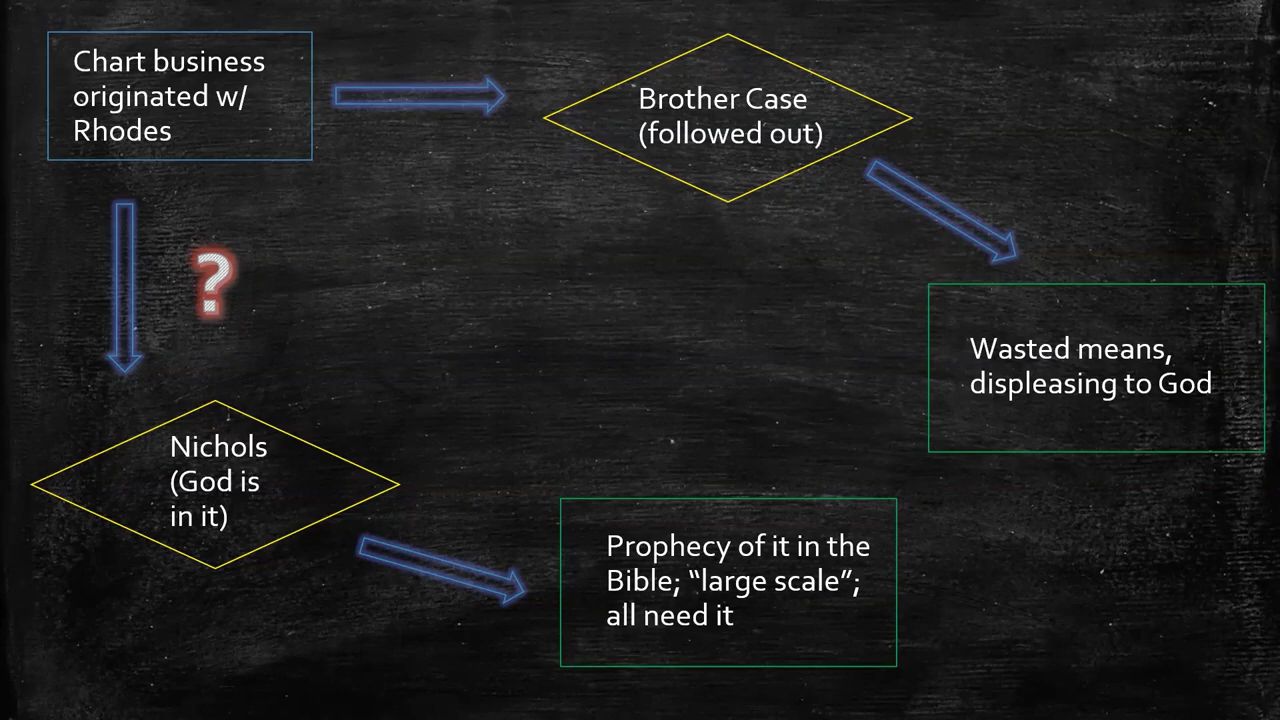 Chart business
originated w/
Rhodes
Brother Case
(followed out)
?
Wasted means,
displeasing to God
Nichols
(God is
in it)
Prophecy of it in the
Bible; “large scale”;
all need it